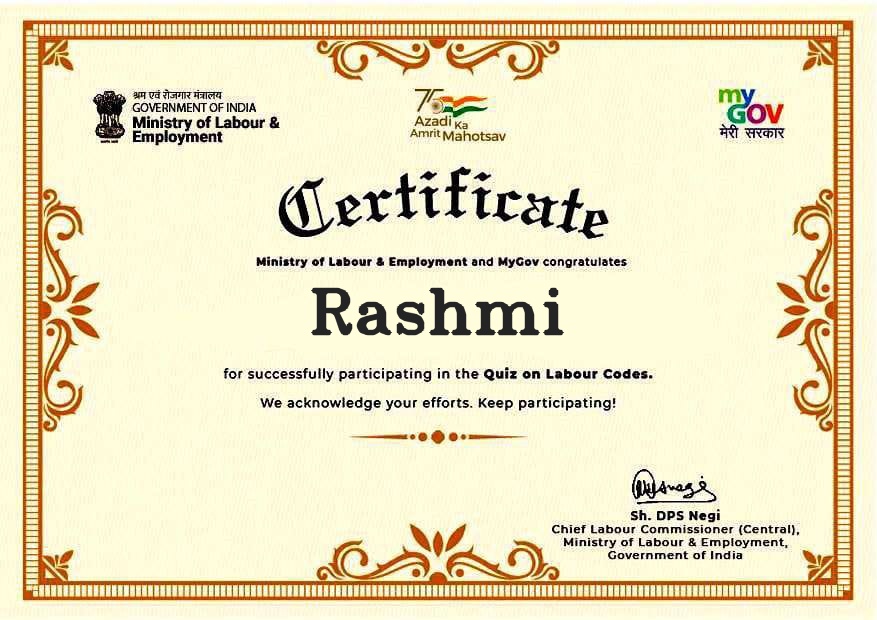 श्रम एवं रोजगार मंत्रालय
GOVERNMENT OF INDIA
Ministry of Labour &
Employment
75
Azadi Ka
Amrit Mahotsav
my
GOV
मेरी सरकार
Certificate
Ministry of Labour & Employment and MyGov congratulates
Rashmi
for successfully participating in the Quiz on Labour Codes.
We acknowledge your efforts. Keep participating!
Sh. DPS Negi
Chief Labour Commissioner (Central),
Ministry of Labour & Employment,
Government of India